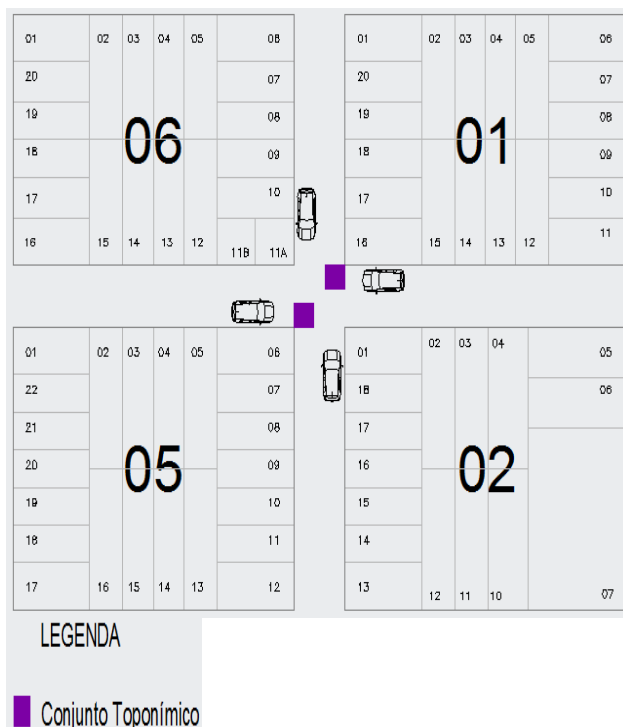 01 02 03 04 05 06
20 07
19 08
18 06 09
17 10
16 15 14 13 12 11B 11A
01 02 03 04 05 06
20 07
19 08
18 01 09
17 10
16 15 14 13 12 11
01 02 03 04 05 06
22 07
21 08
20 05 09
19 10
18 11
17 16 15 14 13 12
01 02 03 04 05
18 06
17
16 02
15
14
13 12 11 10 07
LEGENDA
Conjunto Toponímico